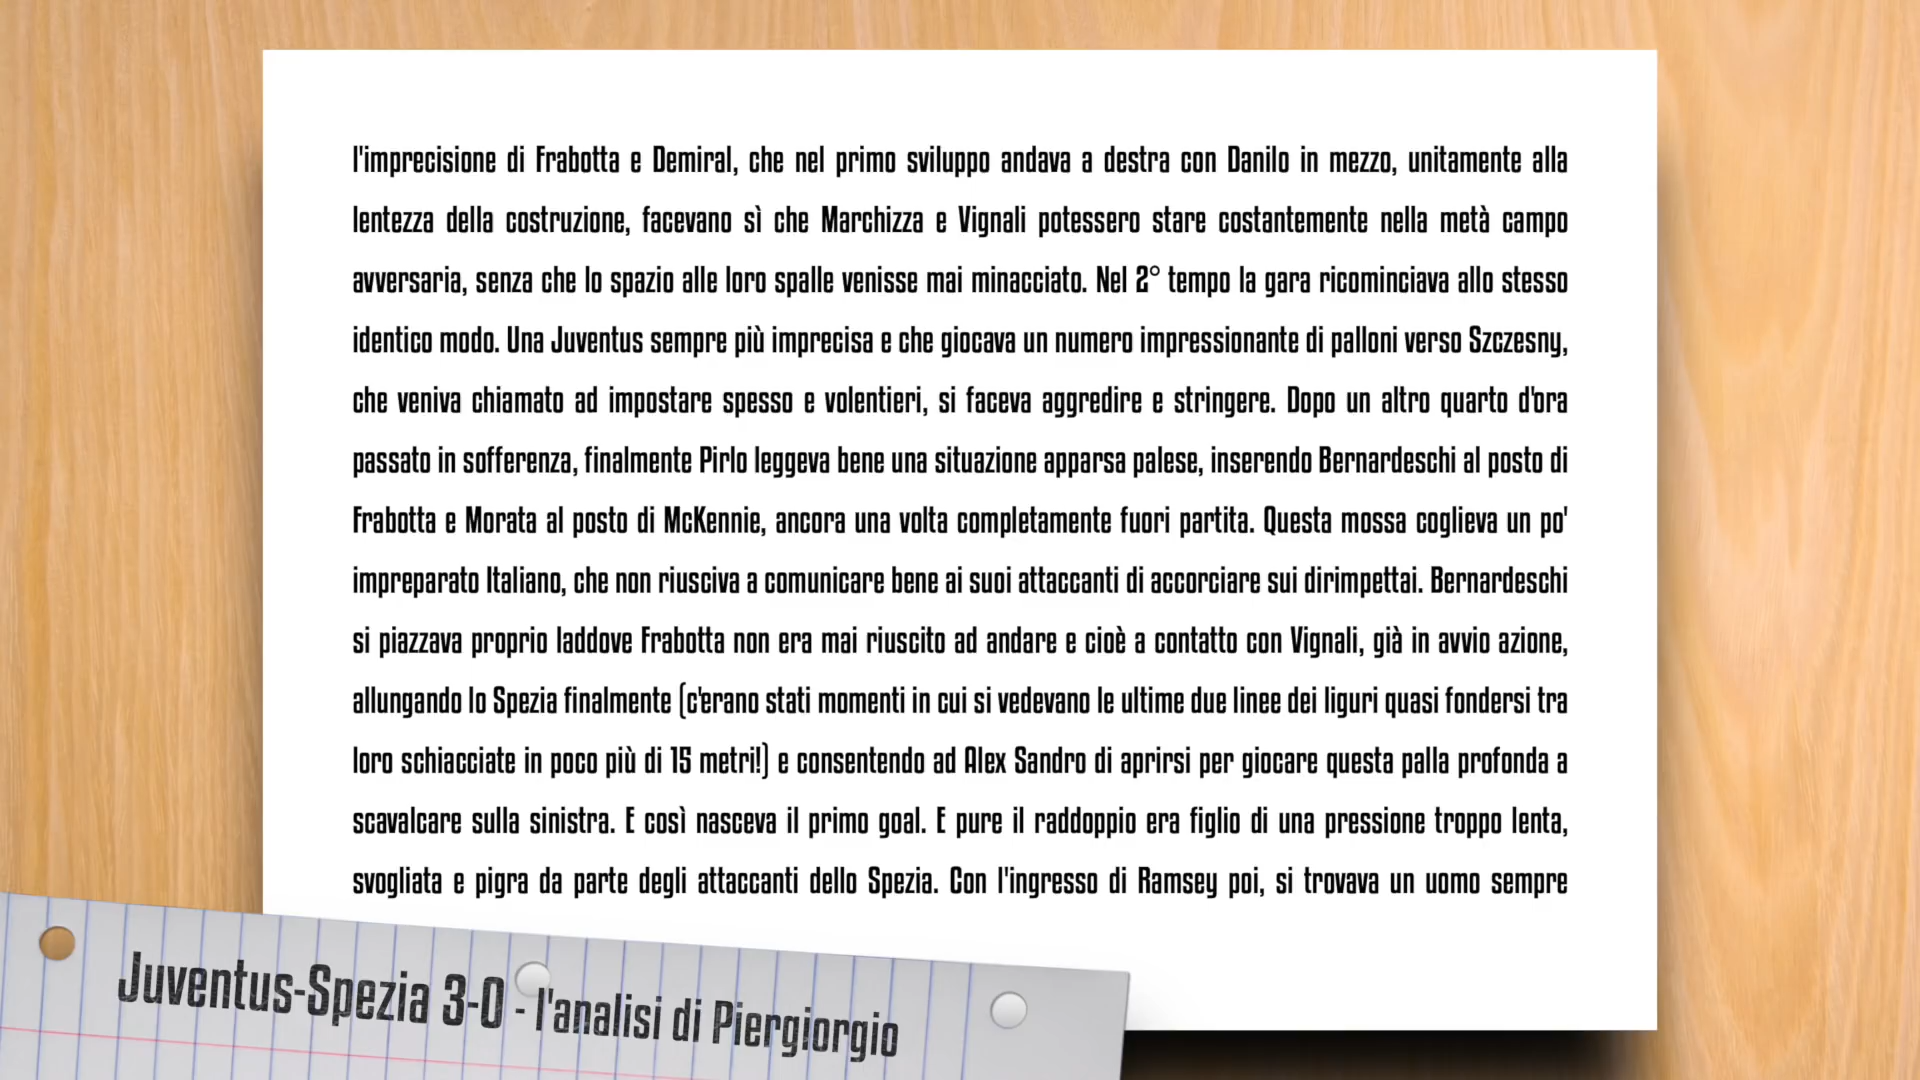 l'imprecisione di Frabotta e Demiral, che nel primo sviluppo andava a destra con Danilo in mezzo, unitamente alla
lentezza della costruzione, facevano sì che Marchizza e Vignali potessero stare costantemente nella metà campo
avversaria, senza che lo spazio alle loro spalle venisse mai minacciato. Nel 2° tempo la gara ricominciava allo stesso
identico modo. Una Juventus sempre più imprecisa e che giocava un numero impressionante di palloni verso Szczesny,
che veniva chiamato ad impostare spesso e volentieri, si faceva aggredire e stringere. Dopo un altro quarto d'ora
passato in sofferenza, finalmente Pirlo leggeva bene una situazione apparsa palese, inserendo Bernardeschi al posto di
Frabotta e Morata al posto di McKennie, ancora una volta completamente fuori partita. Questa mossa coglieva un po'
impreparato Italiano, che non riusciva a comunicare bene ai suoi attaccanti di accorciare sui dirimpettai. Bernardeschi
si piazzava proprio laddove Frabotta non era mai riuscito ad andare e cioè a contatto con Vignali, già in avvio azione,
allungando lo Spezia finalmente (c'erano stati momenti in cui si vedevano le ultime due linee dei liguri quasi fondersi tra
loro schiacciate in poco più di 15 metri!) e consentendo ad Alex Sandro di aprirsi per giocare questa palla profonda a
scavalcare sulla sinistra. E così nasceva il primo goal. E pure il raddoppio era figlio di una pressione troppo lenta,
svogliata e pigra da parte degli attaccanti dello Spezia. Con l'ingresso di Ramsey poi, si trovava un uomo sempre
Juventus-Spezia 3-0 - l'analisi di Piergiorgio